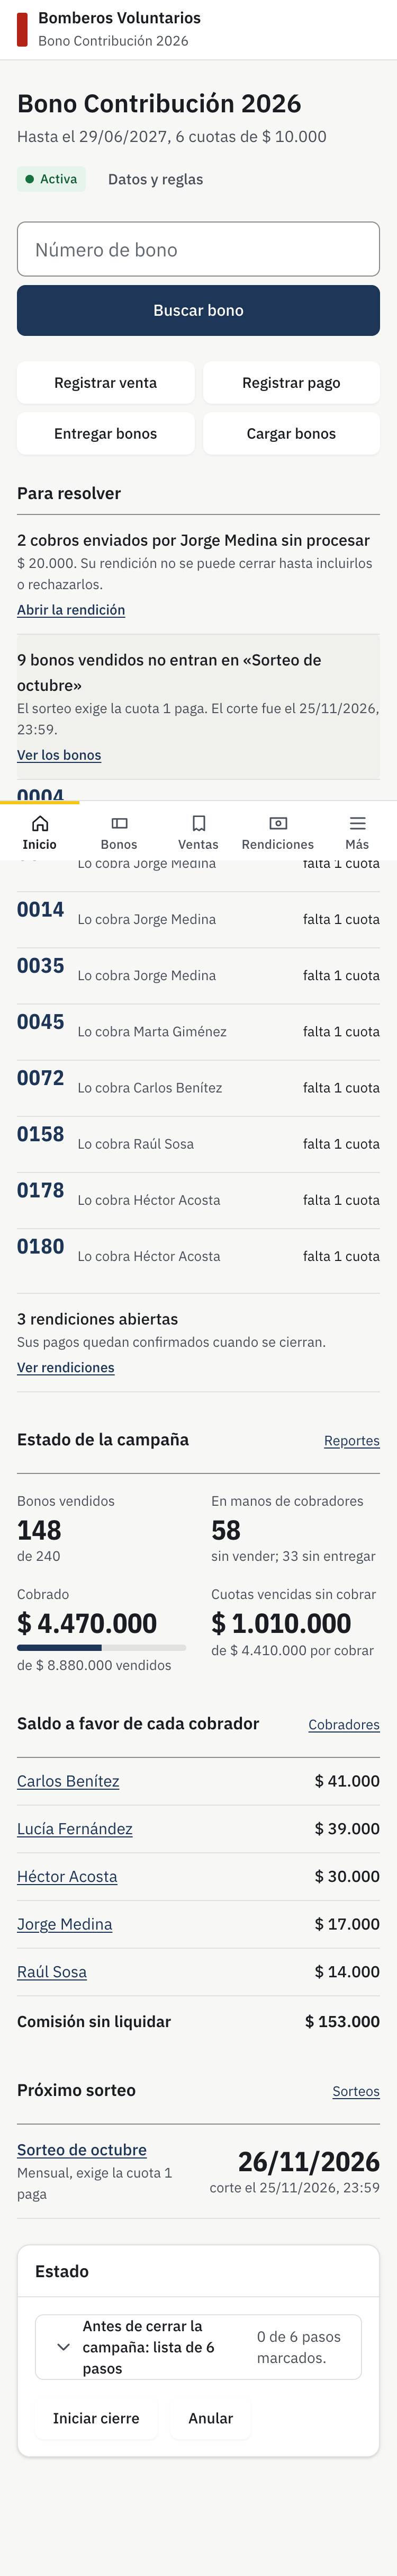 Bomberos Voluntarios
Bono Contribución 2026
Bono Contribución 2026
Hasta el 29/06/2027, 6 cuotas de $ 10.000
Activa
Datos y reglas
Número de bono
Buscar bono
Registrar venta
Registrar pago
Entregar bonos
Cargar bonos
Para resolver
2 cobros enviados por Jorge Medina sin procesar
$ 20.000. Su rendición no se puede cerrar hasta incluirlos
o rechazarlos.
Abrir la rendición
9 bonos vendidos no entran en «Sorteo de
octubre»
El sorteo exige la cuota 1 paga. El corte fue el 25/11/2026,
23:59.
Ver los bonos
0004
Inicio
Bonos
Ventas
Rendiciones
Más
Lo cobra Jorge Medina
falta 1 cuota
0014
Lo cobra Jorge Medina
falta 1 cuota
0035
Lo cobra Jorge Medina
falta 1 cuota
0045
Lo cobra Marta Giménez
falta 1 cuota
0072
Lo cobra Carlos Benítez
falta 1 cuota
0158
Lo cobra Raúl Sosa
falta 1 cuota
0178
Lo cobra Héctor Acosta
falta 1 cuota
0180
Lo cobra Héctor Acosta
falta 1 cuota
3 rendiciones abiertas
Sus pagos quedan confirmados cuando se cierran.
Ver rendiciones
Estado de la campaña
Reportes
Bonos vendidos
148
de 240
En manos de cobradores
58
sin vender; 33 sin entregar
Cobrado
$ 4.470.000
de $ 8.880.000 vendidos
Cuotas vencidas sin cobrar
$ 1.010.000
de $ 4.410.000 por cobrar
Saldo a favor de cada cobrador
Cobradores
Carlos Benítez
$ 41.000
Lucía Fernández
$ 39.000
Héctor Acosta
$ 30.000
Jorge Medina
$ 17.000
Raúl Sosa
$ 14.000
Comisión sin liquidar
$ 153.000
Próximo sorteo
Sorteos
Sorteo de octubre
Mensual, exige la cuota 1
paga
26/11/2026
corte el 25/11/2026, 23:59
Estado
Antes de cerrar la
campaña: lista de 6
pasos
0 de 6 pasos
marcados.
Iniciar cierre
Anular